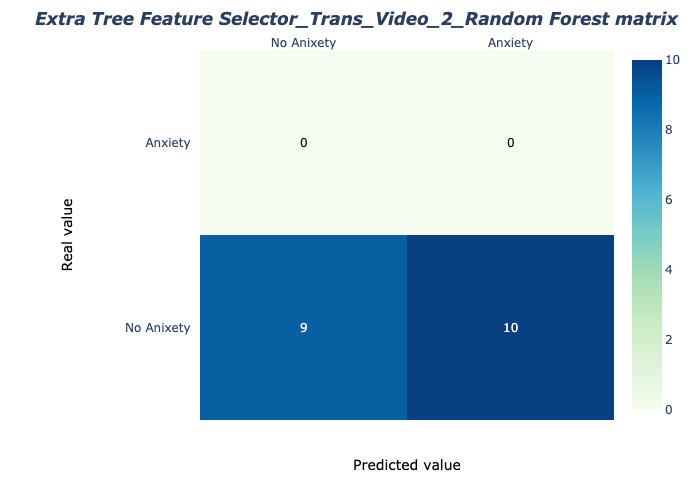 Extra Tree Feature Selector_Trans_Video_2_Random Forest matrix
No Anixety Anxiety
10
Anxiety 0 0
8
6
Real value
4
No Anixety 9 10
2
0
Predicted value